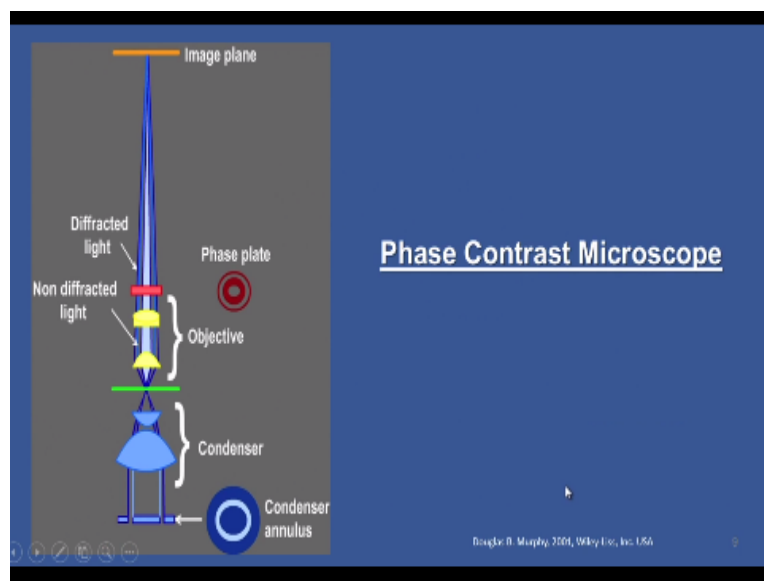 Image plane
Diffracted
light
Phase plate
Non diffracted
light
Objective
Condenser
Condenser
annulus
Phase Contrast Microscope
Douglas B. Murphy, 2001, Wiley-Liss, Inc. USA
9